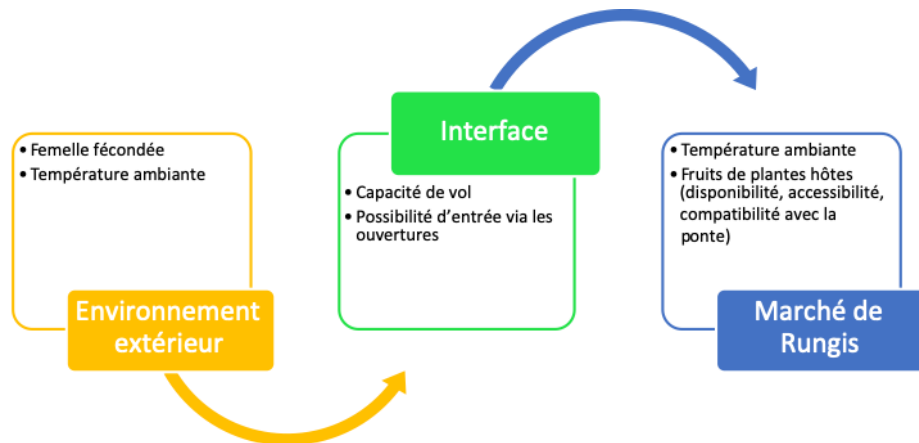 • Femelle fécondée
• Température ambiante
Environnement
extérieur
Interface
• Capacité de vol
• Possibilité d'entrée via les
ouvertures
• Température ambiante
• Fruits de plantes hôtes
(disponibilité, accessibilité,
compatibilité avec la
ponte)
Marché de
Rungis